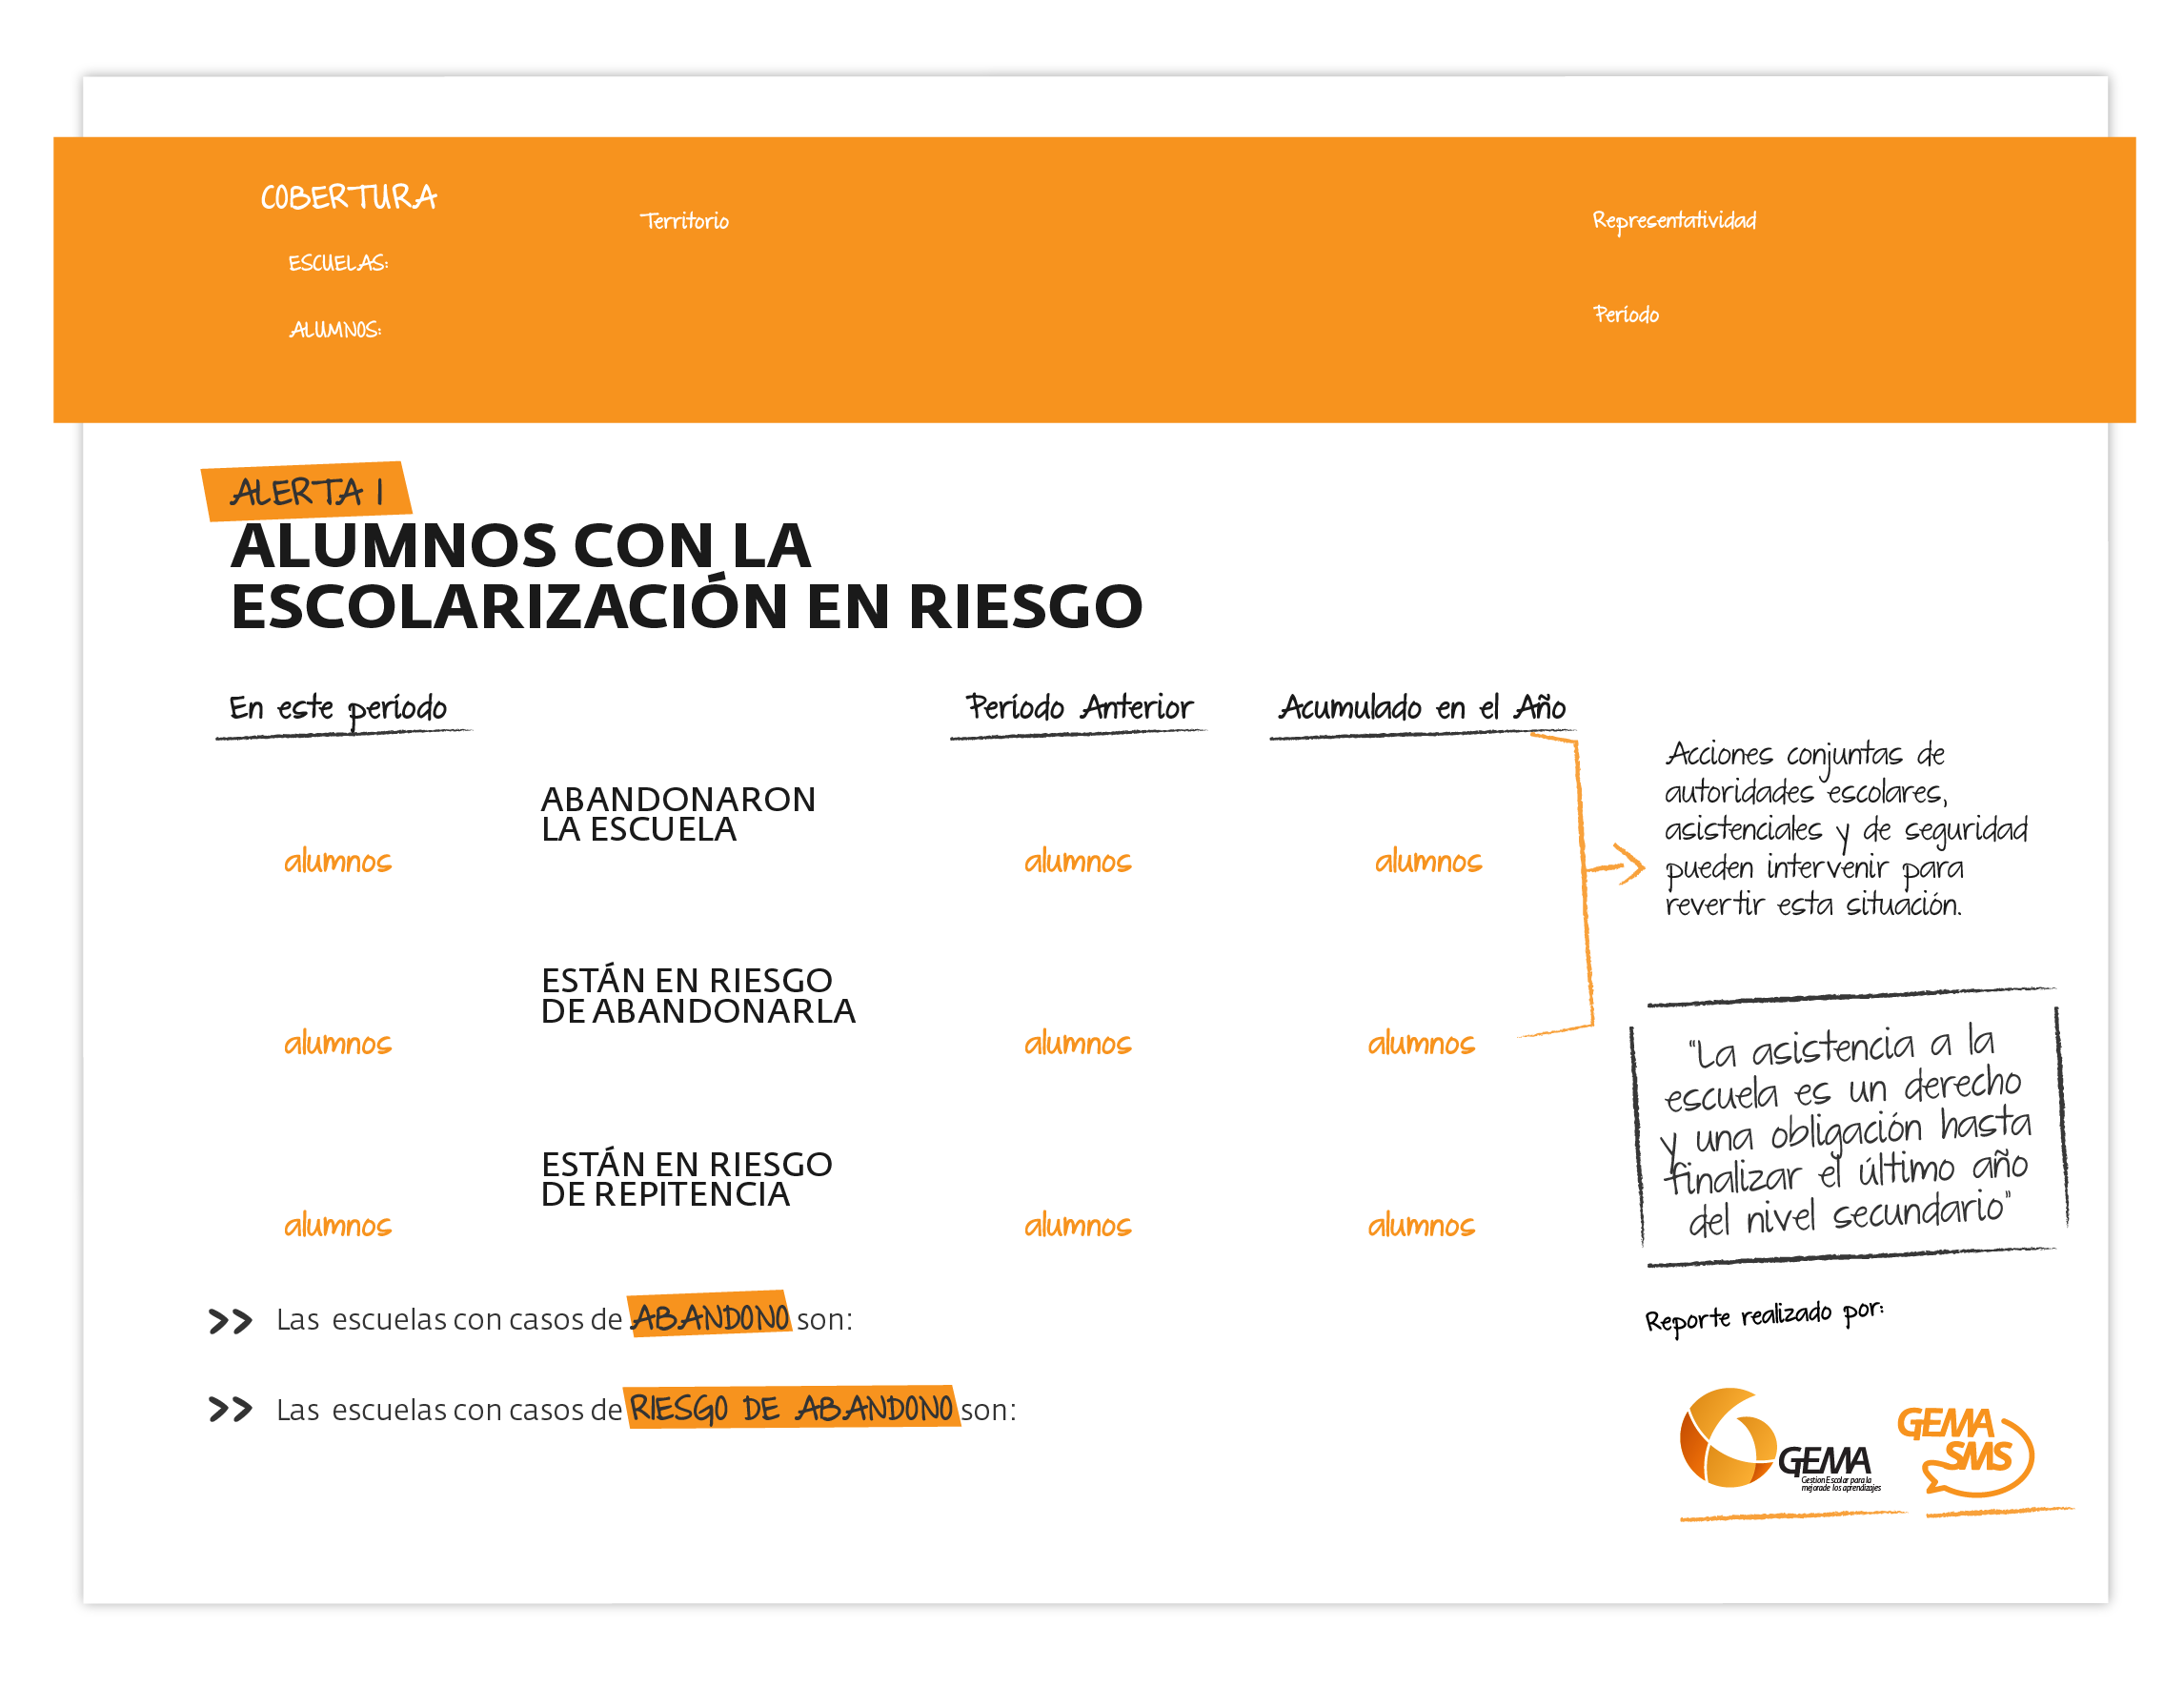 COBERTURA
Territorio
Representatividad
ESCUELAS:
Período
ALUMNOS:
ALERTA 1
ALUMNOS CON LA
ESCOLARIZACIÓN EN RIESGO
En este período
Período Anterior
Acumulado en el Año
ABANDONARON
LA ESCUELA
alumnos
alumnos
alumnos
ESTÁN EN RIESGO
DE ABANDONARLA
alumnos
alumnos
alumnos
ESTÁN EN RIESGO
DE REPITENCIA
alumnos
alumnos
alumnos
Acciones conjuntas de
autoridades escolares,
asistenciales y de seguridad
pueden intervenir para
revertir esta situación.
"La asistencia a la
escuela es un derecho
y una obligación hasta
finalizar el último año
del nivel secundario"
>> Las escuelas con casos de ABANDONO son:
>> Las escuelas con casos de RIESGO DE ABANDONO son:
Reporte realizado por:
GEMA
Gestion Escolar para la
mejorade los aprendizajes
GEMA
SMS